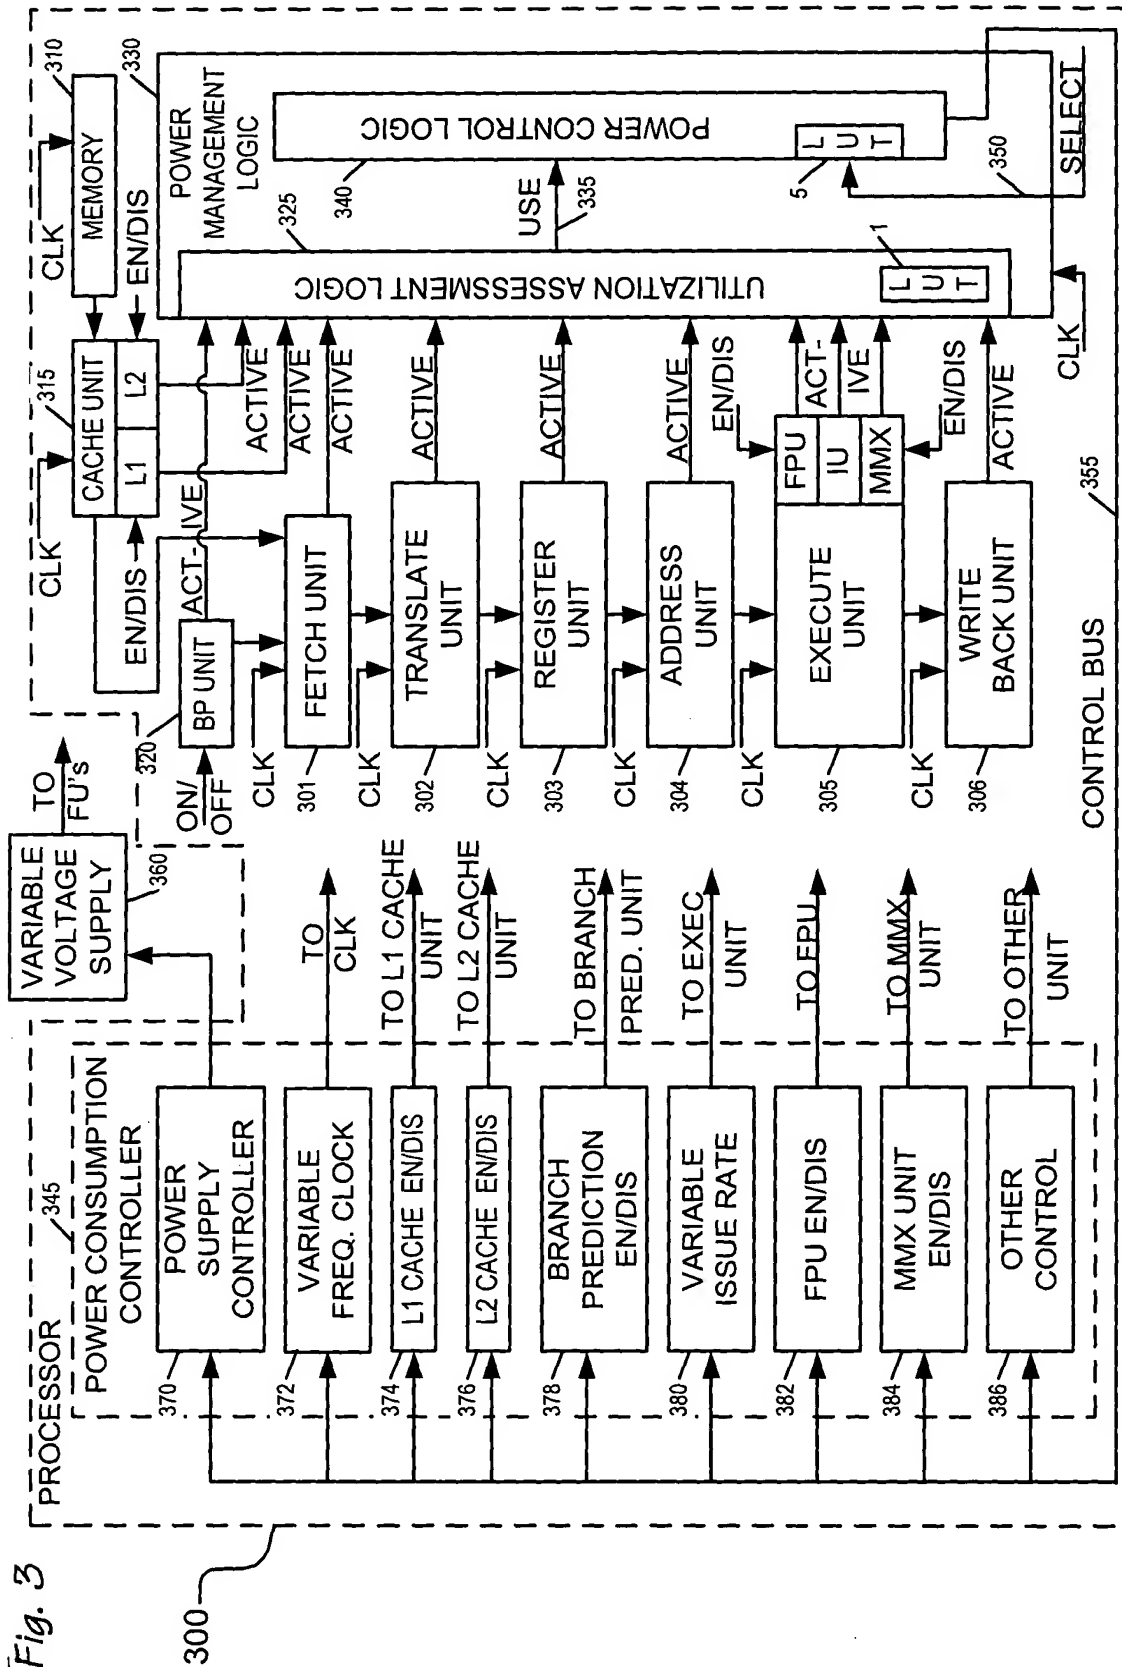 Fig. 3
300
PROCESSOR
345
POWER CONSUMPTION
CONTROLLER
370
POWER
SUPPLY
CONTROLLER
372
VARIABLE
FREQ. CLOCK
374
L1 CACHE EN/DIS
376
L2 CACHE EN/DIS
378
BRANCH
PREDICTION
EN/DIS
380
VARIABLE
ISSUE RATE
382
FPU EN/DIS
384
MMX UNIT
EN/DIS
386
OTHER
CONTROL
VARIABLE
VOLTAGE
SUPPLY
360
TO
FU's
TO
CLK
TO L1 CACHE
UNIT
TO L2 CACHE
UNIT
TO BRANCH
PRED. UNIT
TO EXEC
UNIT
TO FPU
TO MMX
UNIT
TO OTHER
UNIT
CONTROL BUS
355
ON/
OFF
320
BP UNIT
ACT-
IVE
EN/DIS
CLK
315
CACHE UNIT
L1
L2
EN/DIS
CLK
310
MEMORY
CLK
301
FETCH UNIT
CLK
302
TRANSLATE
UNIT
CLK
303
REGISTER
UNIT
CLK
304
ADDRESS
UNIT
CLK
305
EXECUTE
UNIT
FPU
IU
MMX
EN/DIS
EN/DIS
CLK
306
WRITE
BACK UNIT
ACTIVE
ACTIVE
ACTIVE
ACTIVE
ACTIVE
ACTIVE
ACT-
IVE
ACTIVE
330
POWER
MANAGEMENT
LOGIC
325
UTILIZATION ASSESSMENT LOGIC
LUT
1
USE
335
340
POWER CONTROL LOGIC
LUT
5
350
SELECT
CLK